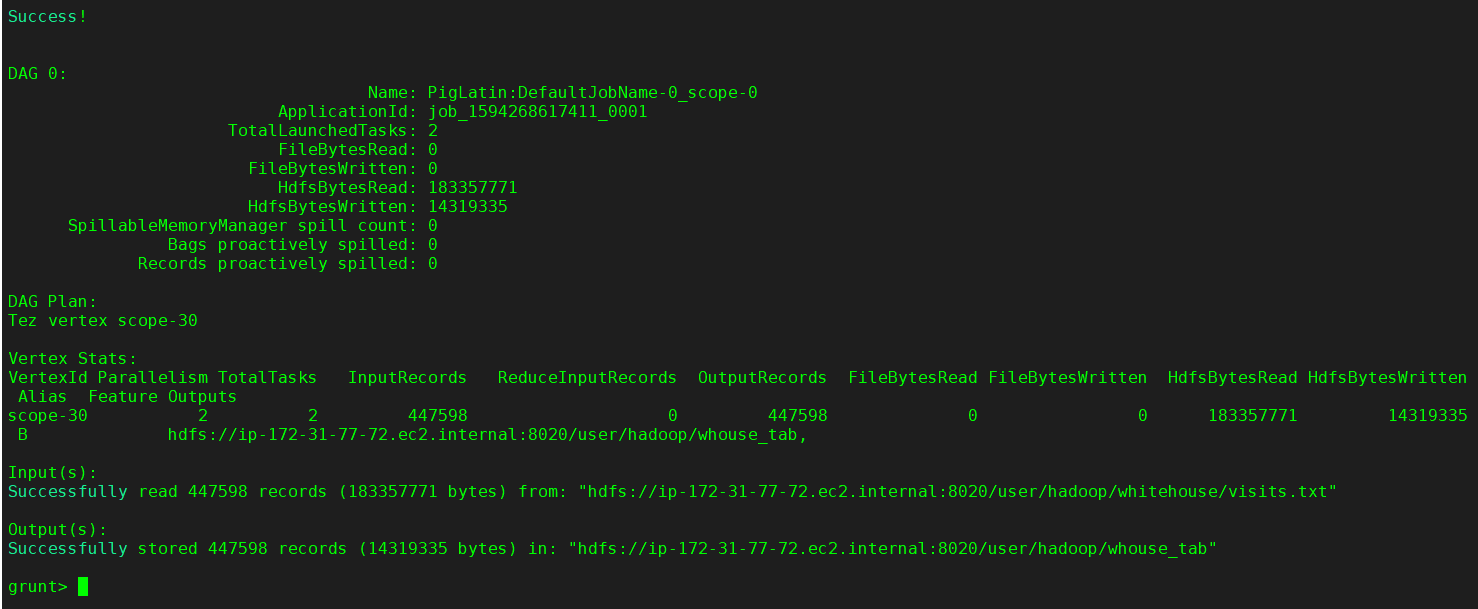 Success!
DAG 0:
Name: PigLatin:DefaultJobName-0_scope-0
ApplicationId: job_1594268617411_0001
TotalLaunchedTasks: 2
FileBytesRead: 0
FileBytesWritten: 0
HdfsBytesRead: 183357771
HdfsBytesWritten: 14319335
SpillableMemoryManager spill count: 0
Bags proactively spilled: 0
Records proactively spilled: 0
DAG Plan:
Tez vertex scope-30
Vertex Stats:
VertexId Parallelism TotalTasks   InputRecords   ReduceInputRecords  OutputRecords  FileBytesRead FileBytesWritten  HdfsBytesRead HdfsBytesWritten
Alias  Feature Outputs
scope-30           2          2         447598                    0         447598              0                0      183357771         14319335
B              hdfs://ip-172-31-77-72.ec2.internal:8020/user/hadoop/whouse_tab,
Input(s):
Successfully read 447598 records (183357771 bytes) from: "hdfs://ip-172-31-77-72.ec2.internal:8020/user/hadoop/whitehouse/visits.txt"
Output(s):
Successfully stored 447598 records (14319335 bytes) in: "hdfs://ip-172-31-77-72.ec2.internal:8020/user/hadoop/whouse_tab"
grunt>